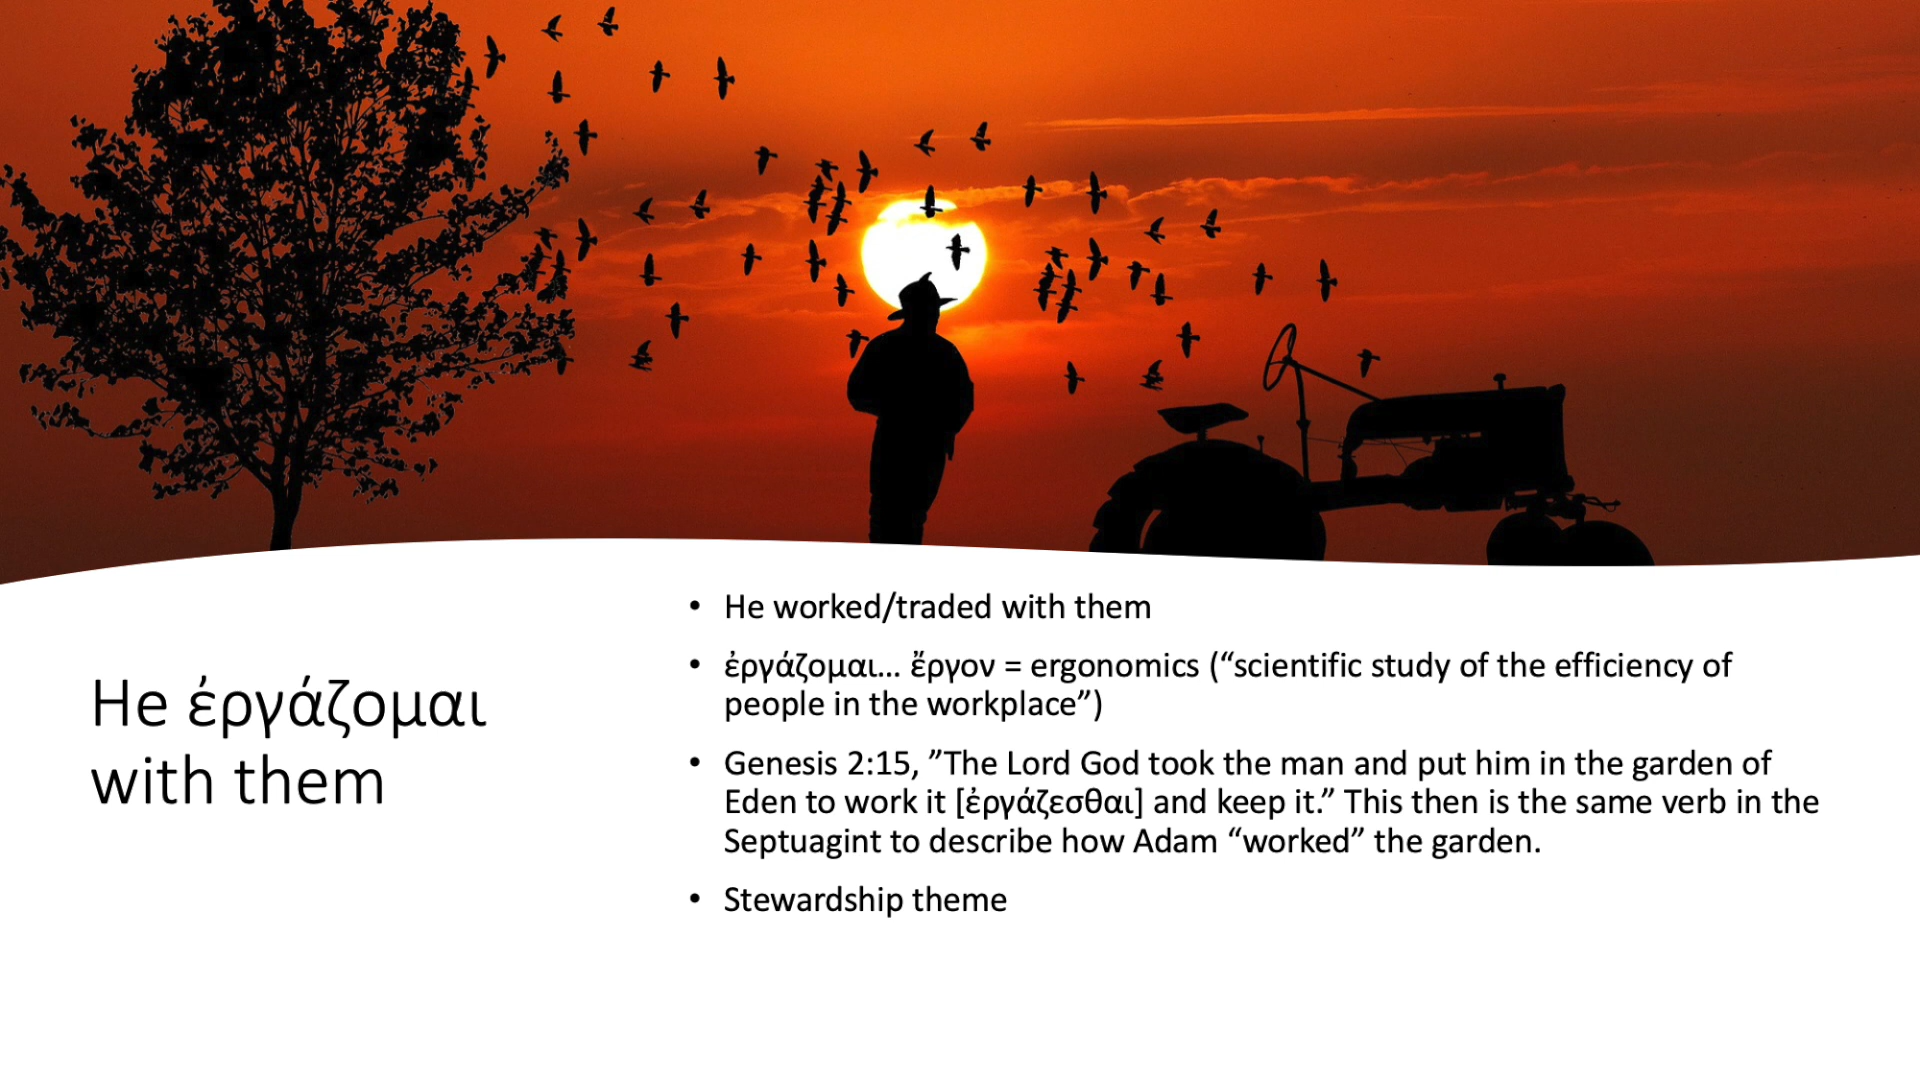 He ἐργάζομαι
with them
• He worked/traded with them
• ἐργάζομαι… ἔργον = ergonomics (“scientific study of the efficiency of
people in the workplace”)
• Genesis 2:15, ”The Lord God took the man and put him in the garden of
Eden to work it [ἐργάζεσθαι] and keep it.” This then is the same verb in the
Septuagint to describe how Adam “worked” the garden.
• Stewardship theme